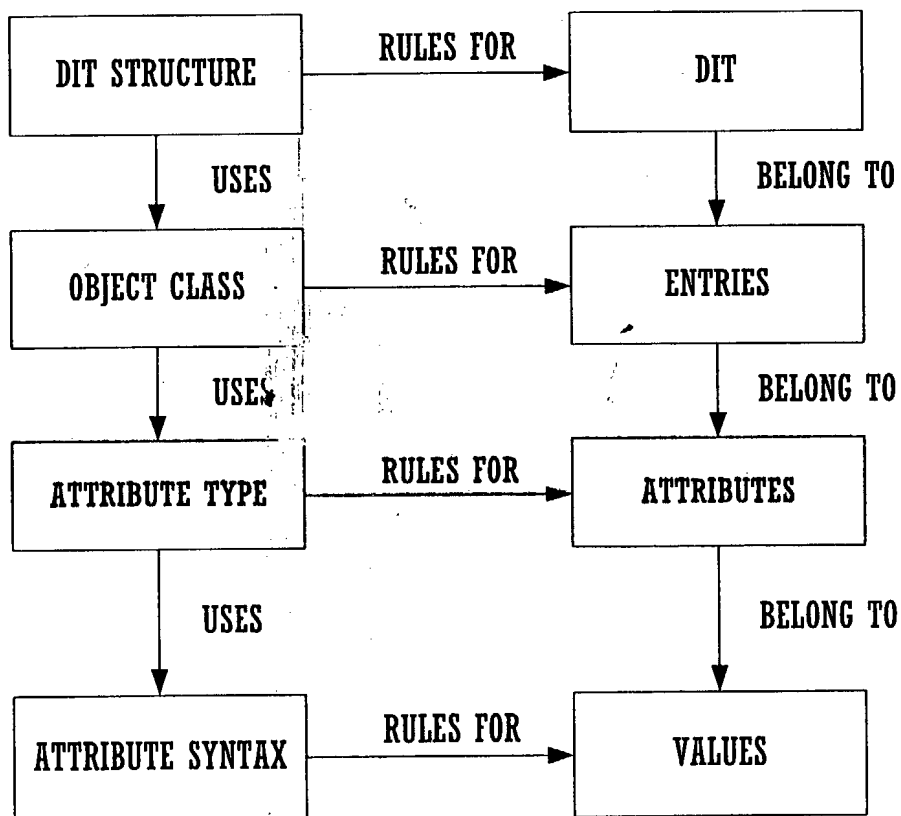 DIT STRUCTURE
RULES FOR
DIT
USES
BELONG TO
OBJECT CLASS
RULES FOR
ENTRIES
USES
BELONG TO
ATTRIBUTE TYPE
RULES FOR
ATTRIBUTES
USES
BELONG TO
ATTRIBUTE SYNTAX
RULES FOR
VALUES